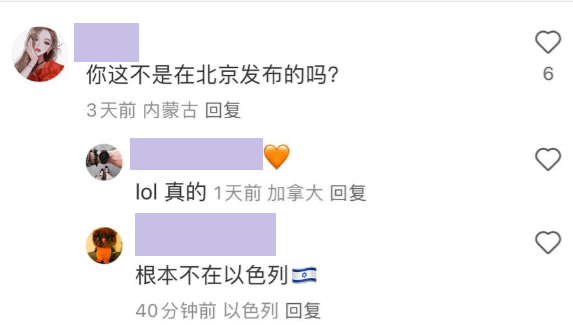 你这不是在北京发布的吗?
6
3天前 内蒙古 回复
🧡
lol 真的 1天前 加拿大 回复
根本不在以色列🇮🇱
40分钟前 以色列 回复